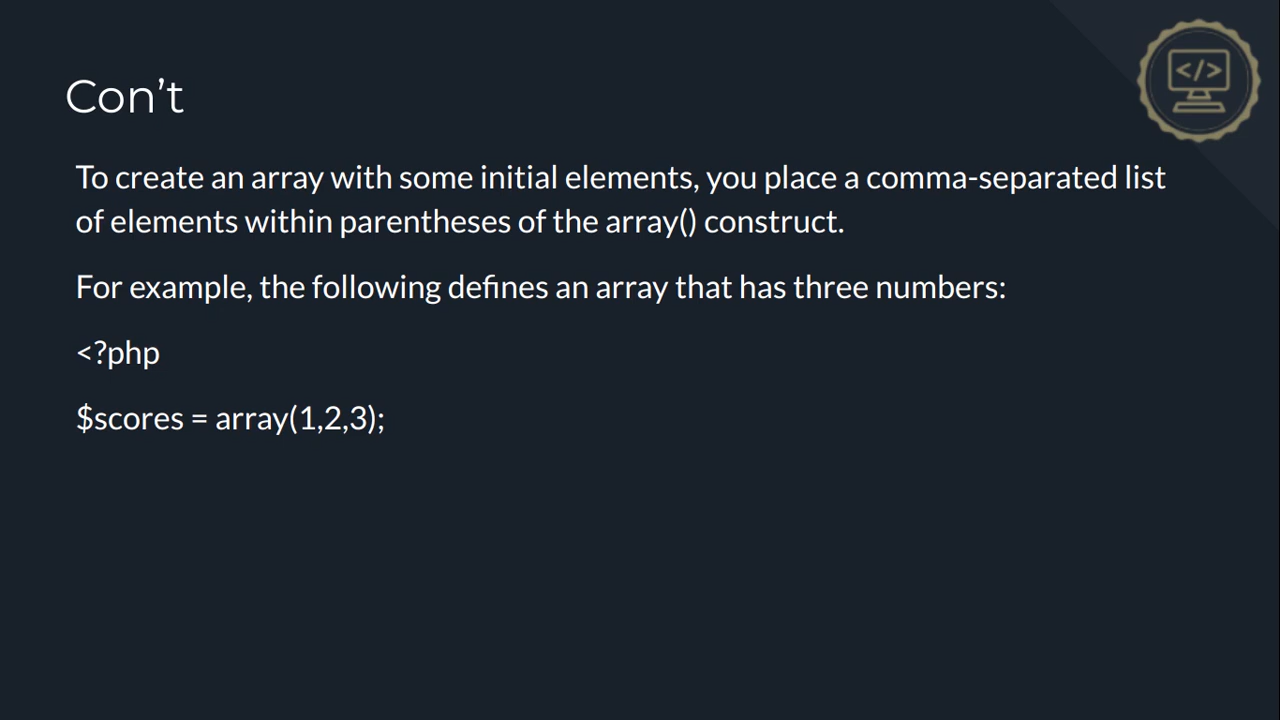 Con’t
To create an array with some initial elements, you place a comma-separated list
of elements within parentheses of the array() construct.
For example, the following defines an array that has three numbers:
<?php
$scores = array(1,2,3);
</>